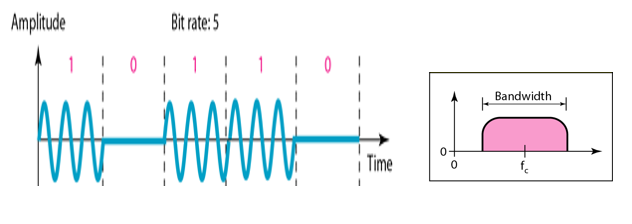 Amplitude
Bit rate: 5
1 0 1 1 0
Time
Bandwidth
0
0
fc